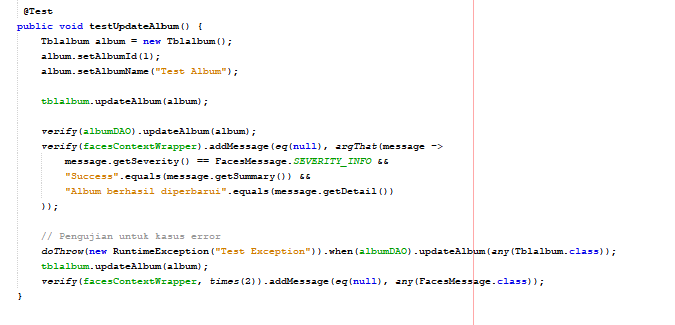 @Test
public void testUpdateAlbum() {
Tblalbum album = new Tblalbum();
album.setAlbumId(1);
album.setAlbumName("Test Album");
tblalbum.updateAlbum(album);
verify(albumDAO).updateAlbum(album);
verify(facesContextWrapper).addMessage(eq(null), argThat(message ->
message.getSeverity() == FacesMessage.SEVERITY_INFO &&
"Success".equals(message.getSummary()) &&
"Album berhasil diperbarui".equals(message.getDetail())
));
// Pengujian untuk kasus error
doThrow(new RuntimeException("Test Exception")).when(albumDAO).updateAlbum(any(Tblalbum.class));
tblalbum.updateAlbum(album);
verify(facesContextWrapper, times(2)).addMessage(eq(null), any(FacesMessage.class));
}